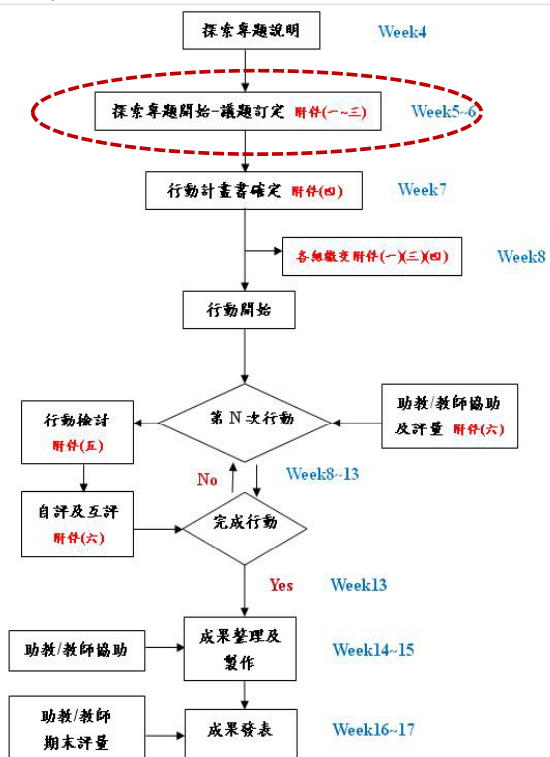 探索專題說明 Week4
探索專題開始-議題訂定 附件(一~三) Week5~6
行動計畫書確定 附件(四) Week7
各組繳交附件(一)(三)(四) Week8
行動開始
第 N 次行動
助教/教師協助
及評量 附件(六)
行動檢討
附件(五)
No
Week8~13
自評及互評
附件(六)
完成行動
Yes Week13
助教/教師協助
成果整理及
製作
Week14~15
助教/教師
期末評量
成果發表
Week16~17